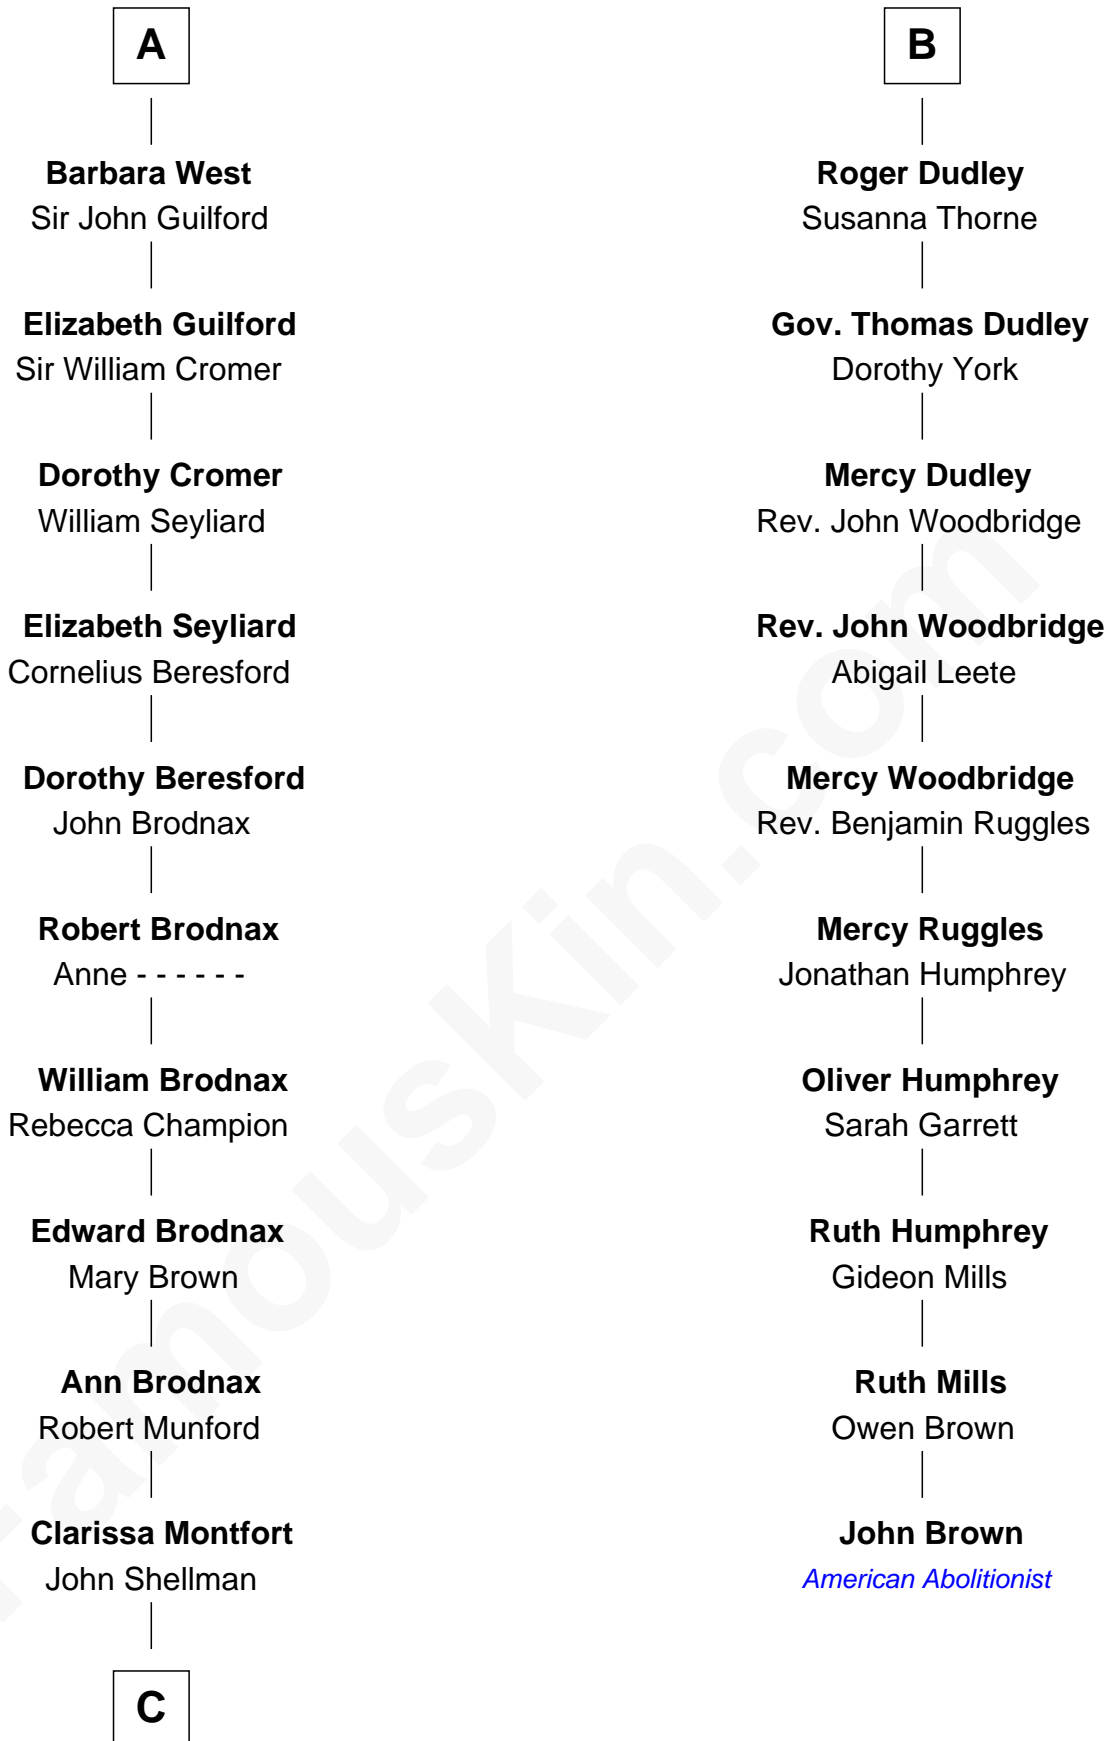 A
Barbara West
Sir John Guilford
Elizabeth Guilford
Sir William Cromer
Dorothy Cromer
William Seyliard
Elizabeth Seyliard
Cornelius Beresford
Dorothy Beresford
John Brodnax
Robert Brodnax
Anne - - - - - -
William Brodnax
Rebecca Champion
Edward Brodnax
Mary Brown
Ann Brodnax
Robert Munford
Clarissa Montfort
John Shellman
C
B
Roger Dudley
Susanna Thorne
Gov. Thomas Dudley
Dorothy York
Mercy Dudley
Rev. John Woodbridge
Rev. John Woodbridge
Abigail Leete
Mercy Woodbridge
Rev. Benjamin Ruggles
Mercy Ruggles
Jonathan Humphrey
Oliver Humphrey
Sarah Garrett
Ruth Humphrey
Gideon Mills
Ruth Mills
Owen Brown
John Brown
American Abolitionist
FamousKin.com